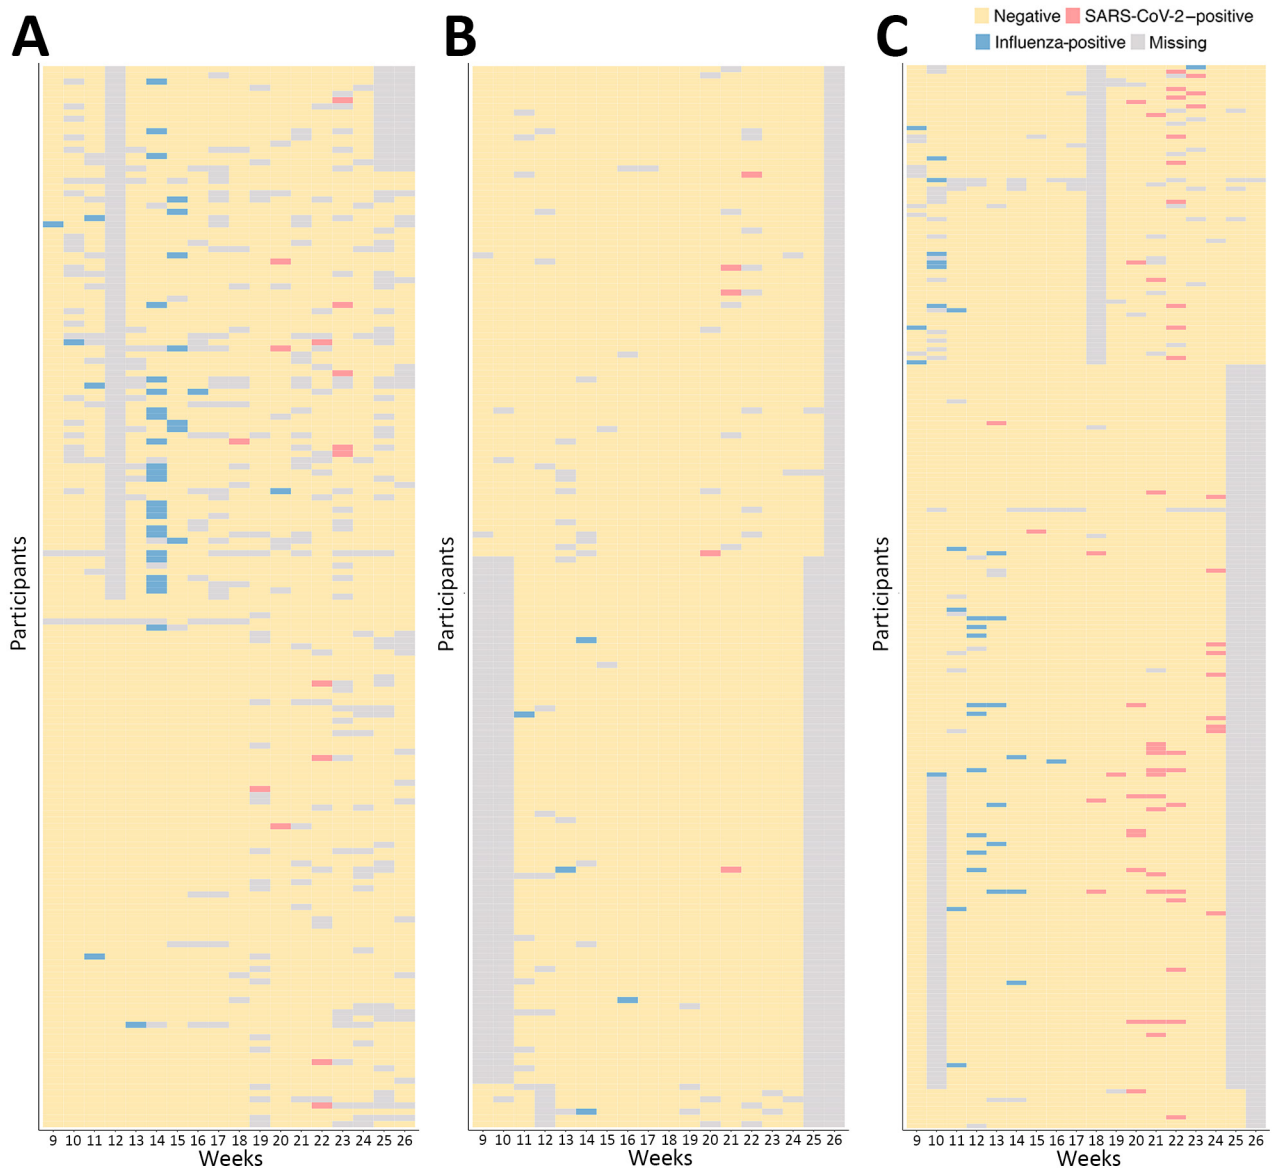 A
B
C
Negative SARS-CoV-2–positive
Influenza-positive Missing
Participants
Participants
Participants
9 10 11 12 13 14 15 16 17 18 19 20 21 22 23 24 25 26
9 10 11 12 13 14 15 16 17 18 19 20 21 22 23 24 25 26
9 10 11 12 13 14 15 16 17 18 19 20 21 22 23 24 25 26
Weeks
Weeks
Weeks